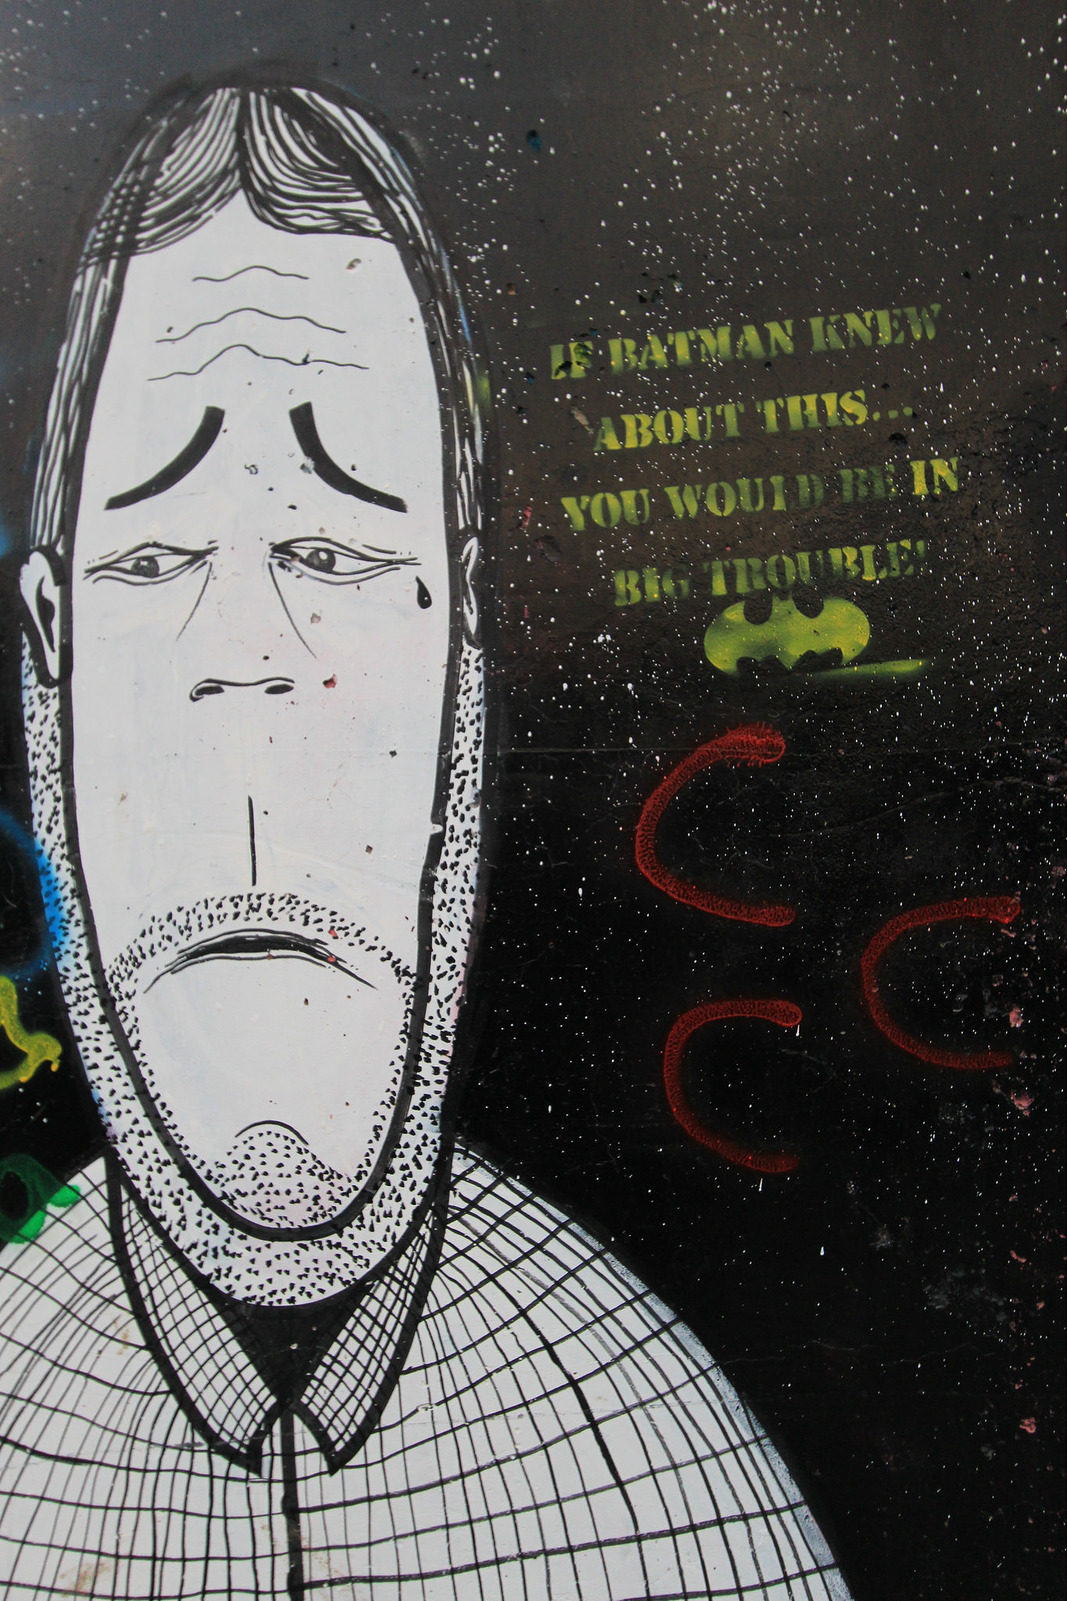 IF BATMAN KNEW
ABOUT THIS...
YOU WOULD BE IN
BIG TROUBLE!
C
C
C